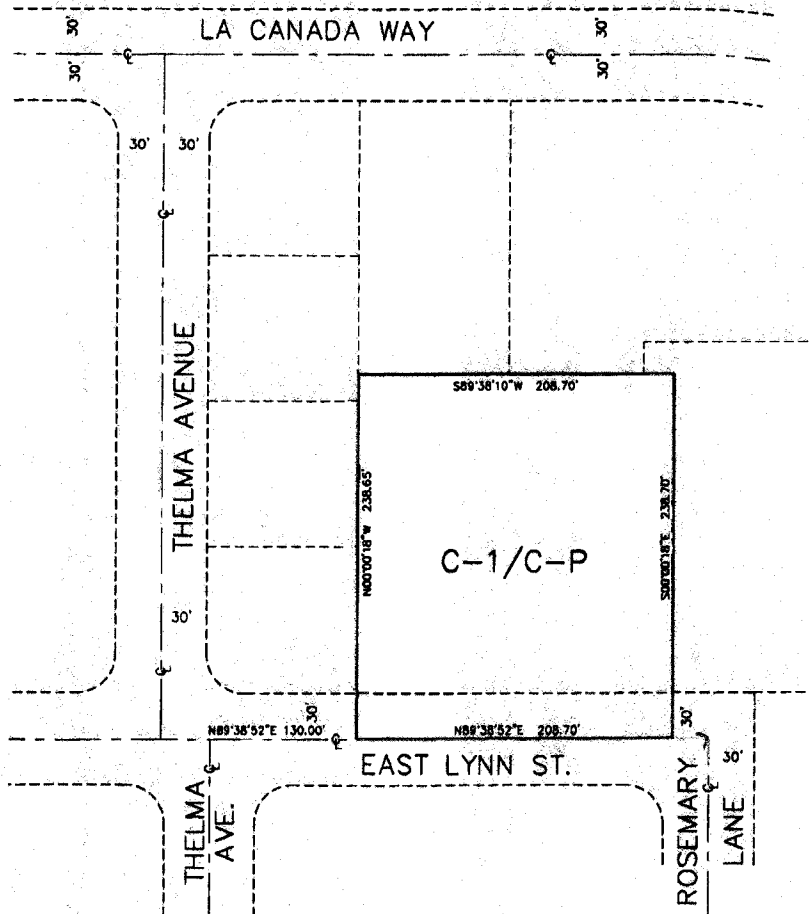 30'
LA CANADA WAY
30'
30'
℄
℄
30'
30'
30'
℄
THELMA AVENUE
S89°38'10"W 208.70'
N00°00'18"W 238.65'
S00°00'18"E 238.70'
C-1/C-P
30'
℄
N89°38'52"E 130.00'
30'
℄
N89°38'52"E 208.70'
30'
EAST LYNN ST.
30'
℄
THELMA
AVE.
℄
ROSEMARY
LANE